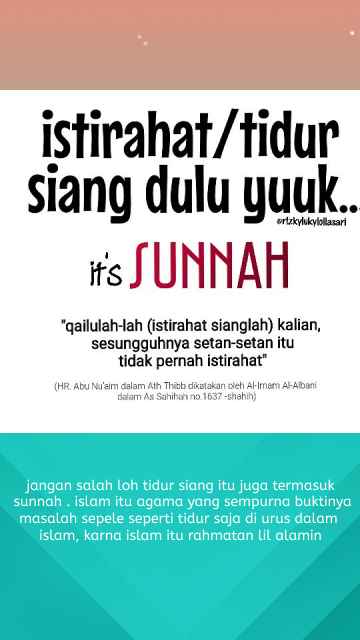 istirahat/tidur
siang dulu yuuk..
@rizkylukylollasari
it's SUNNAH
"qailulah-lah (istirahat sianglah) kalian,
sesungguhnya setan-setan itu
tidak pernah istirahat"
(HR. Abu Nu'aim dalam Ath Thibb dikatakan oleh Al-Imam Al-Albani
dalam As Sahihah no.1637 -shahih)
jangan salah loh tidur siang itu juga termasuk
sunnah . islam itu agama yang sempurna buktinya
masalah sepele seperti tidur saja di urus dalam
islam, karna islam itu rahmatan lil alamin